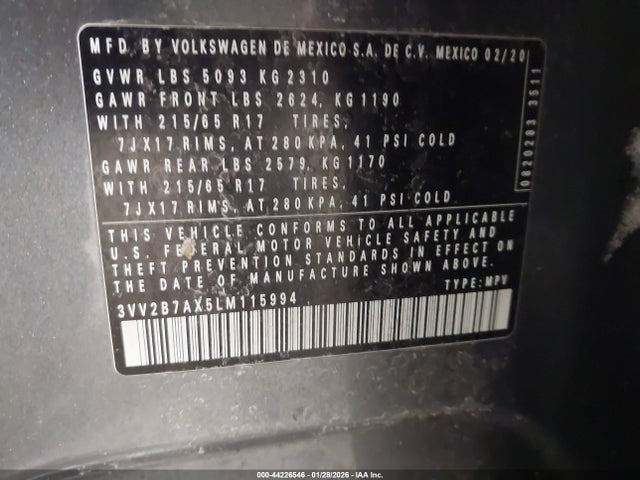 MFD. BY VOLKSWAGEN DE MEXICO S.A. DE C.V. MEXICO 02/20
GVWR LBS 5093 KG 2310
GAWR FRONT LBS 2624, KG 1190
WITH 215/65 R17 TIRES,
7JX17 RIMS, AT 280 KPA, 41 PSI COLD
GAWR REAR LBS 2579, KG 1170
WITH 215/65 R17 TIRES,
7JX17 RIMS, AT 280 KPA, 41 PSI COLD
0820283 3511
THIS VEHICLE CONFORMS TO ALL APPLICABLE
U.S. FEDERAL MOTOR VEHICLE SAFETY AND
THEFT PREVENTION STANDARDS IN EFFECT ON
THE DATE OF MANUFACTURE SHOWN ABOVE.
3VV2B7AX5LM115994 TYPE: MPV
000-44226546 - 01/28/2026 - IAA Inc.